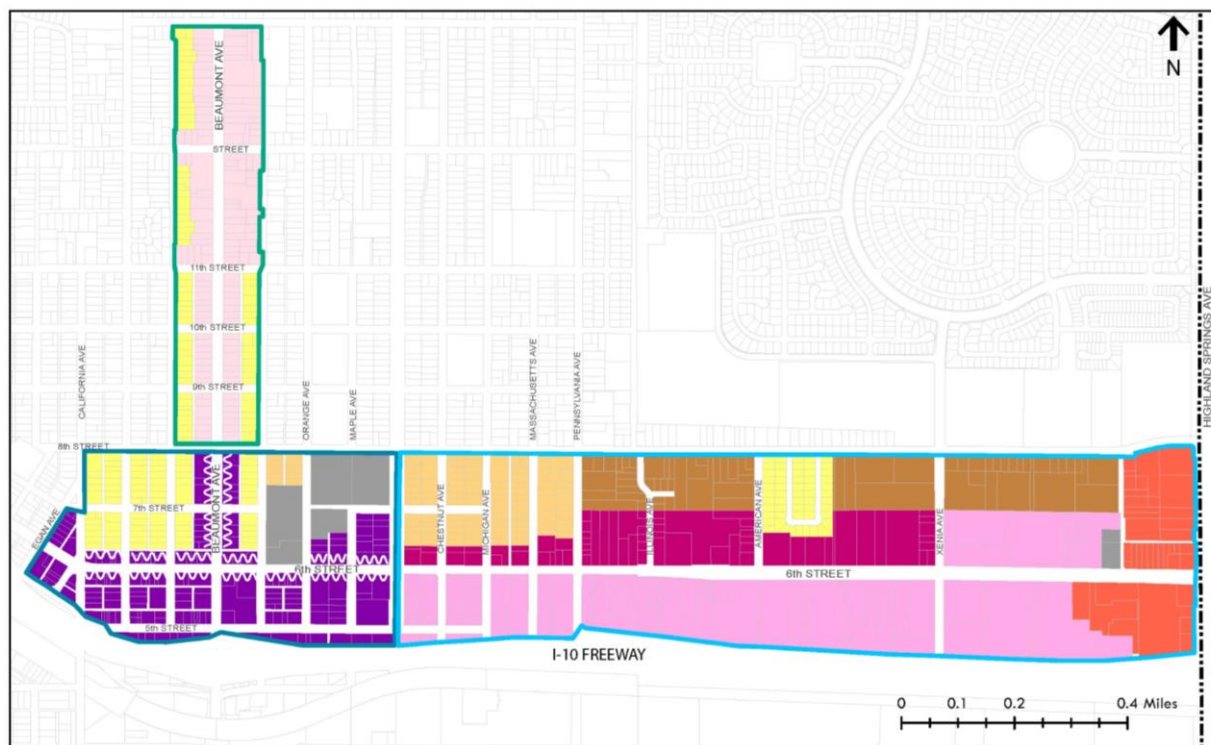 N
BEAUMONT AVE
STREET
11th STREET
10th STREET
9th STREET
8th STREET
CALIFORNIA AVE
ORANGE AVE
MAPLE AVE
MASSACHUSETTS AVE
PENNSYLVANIA AVE
HIGHLAND SPRINGS AVE
EGAN AVE
7th STREET
BEAUMONT AVE
CHESTNUT AVE
MICHIGAN AVE
ILLINOIS AVE
AMERICAN AVE
XENIA AVE
6th STREET
6th STREET
5th STREET
I-10 FREEWAY
0 0.1 0.2 0.4 Miles